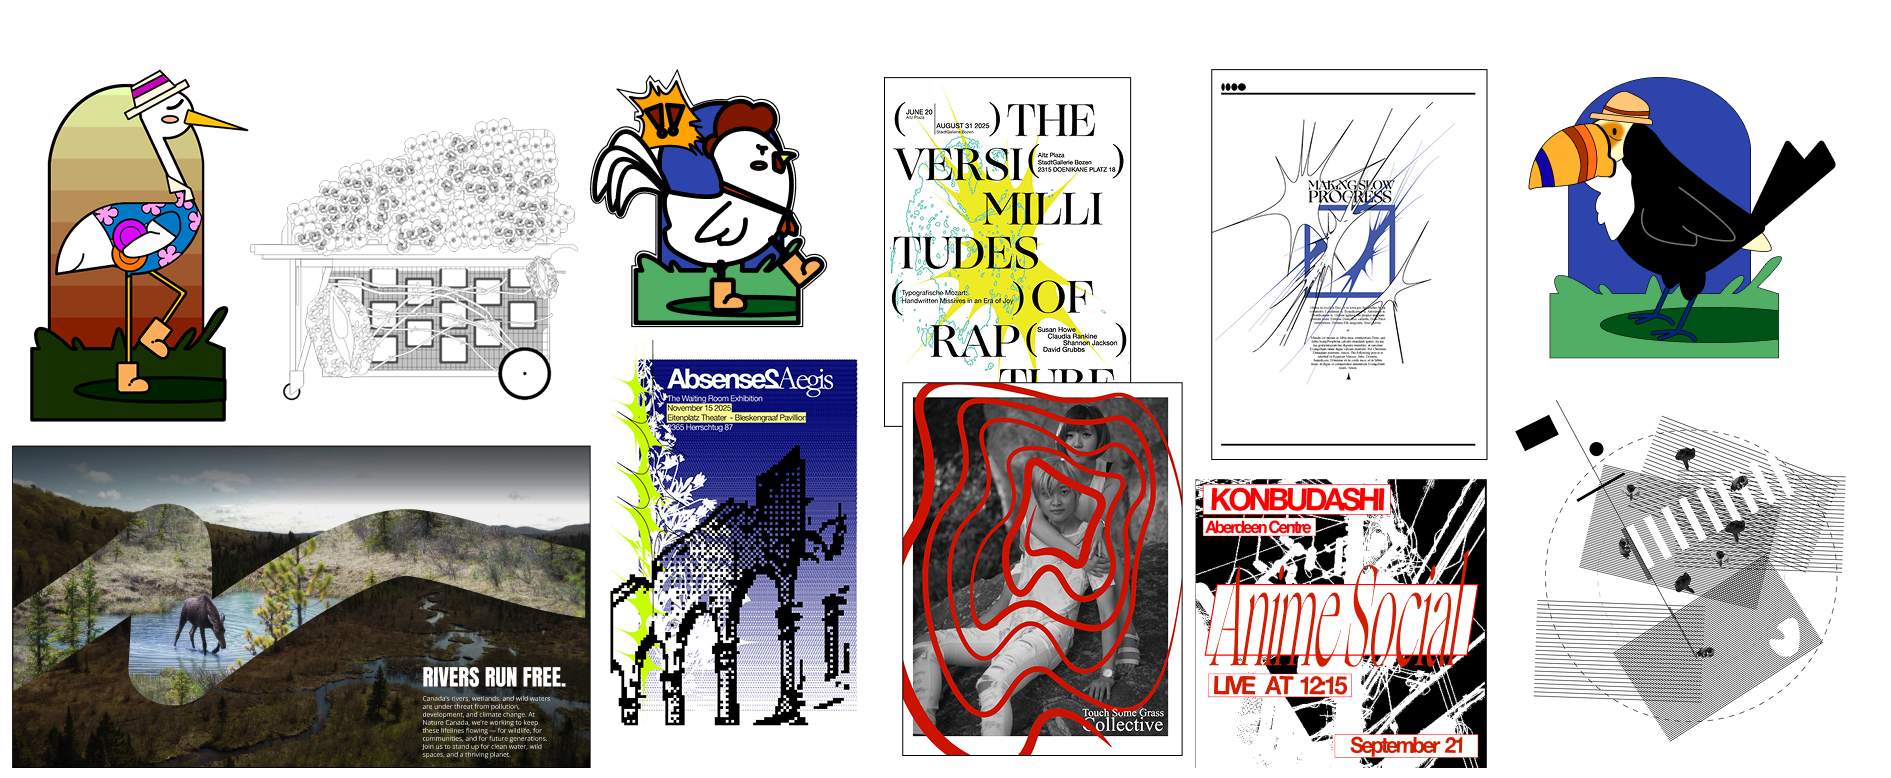 JUNE 20
Altz Plaza
AUGUST 31 2025
StadtGallerie Bozen
THE
VERSI
Altz Plaza
StadtGallerie Bozen
2315 DOENIKANE PLATZ 18
MILLI
TUDES
Typografische Mozart:
Handwritten Missives in an Era of Joy
OF
RAP
Susan Howe
Claudia Rankine
Shannon Jackson
David Grubbs
TURE
MAKING SLOW
PROGRESS
Absense2Aegis
The Waiting Room Exhibition
November 15 2025
Eitenplatz Theater - Bleskengraaf Pavillion
2365 Herrschtug 87
RIVERS RUN FREE.
Canada's rivers, wetlands, and wild waters
are under threat from pollution,
development, and climate change. At
Nature Canada, we're working to keep
these lifelines flowing — for wildlife, for
communities, and for future generations.
Join us to stand up for clean water, wild
spaces, and a thriving planet.
Touch Some Grass
Collective
KONBUDASHI
Aberdeen Centre
Anime Social
LIVE AT 12:15
September 21